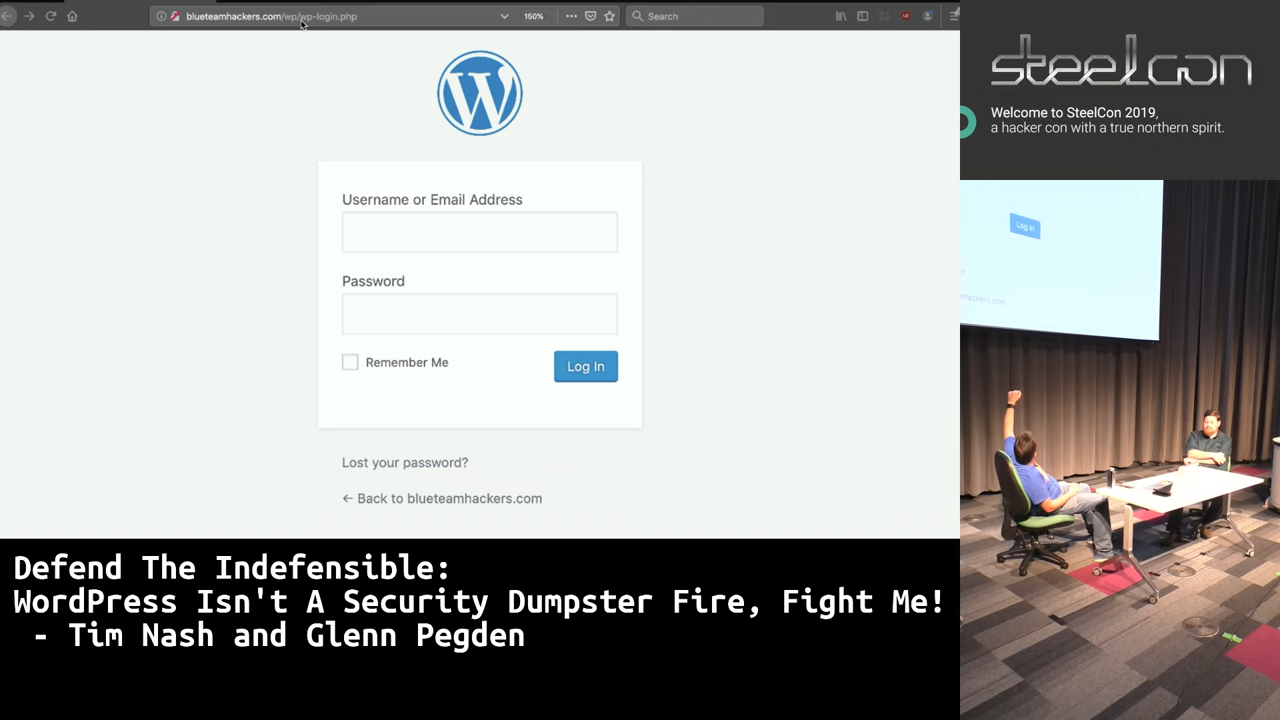 blueteamhackers.com/wp/wp-login.php
150%
Search
Username or Email Address
Password
Remember Me
Log In
Lost your password?
← Back to blueteamhackers.com
steelcon
Welcome to SteelCon 2019,
a hacker con with a true northern spirit.
Log In
hackers.com
Defend The Indefensible:
WordPress Isn't A Security Dumpster Fire, Fight Me!
- Tim Nash and Glenn Pegden